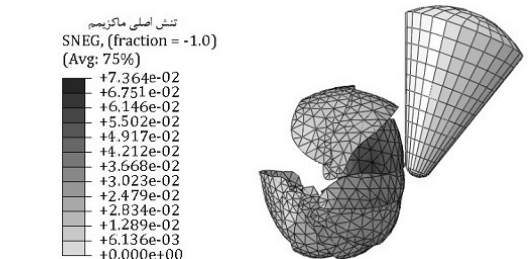 تنش اصلی ماکزیمم
SNEG, (fraction = -1.0)
(Avg: 75%)
+7.364e-02
+6.751e-02
+6.146e-02
+5.502e-02
+4.917e-02
+4.212e-02
+3.668e-02
+3.023e-02
+2.479e-02
+2.834e-02
+1.289e-02
+6.136e-03
+0.000e+00